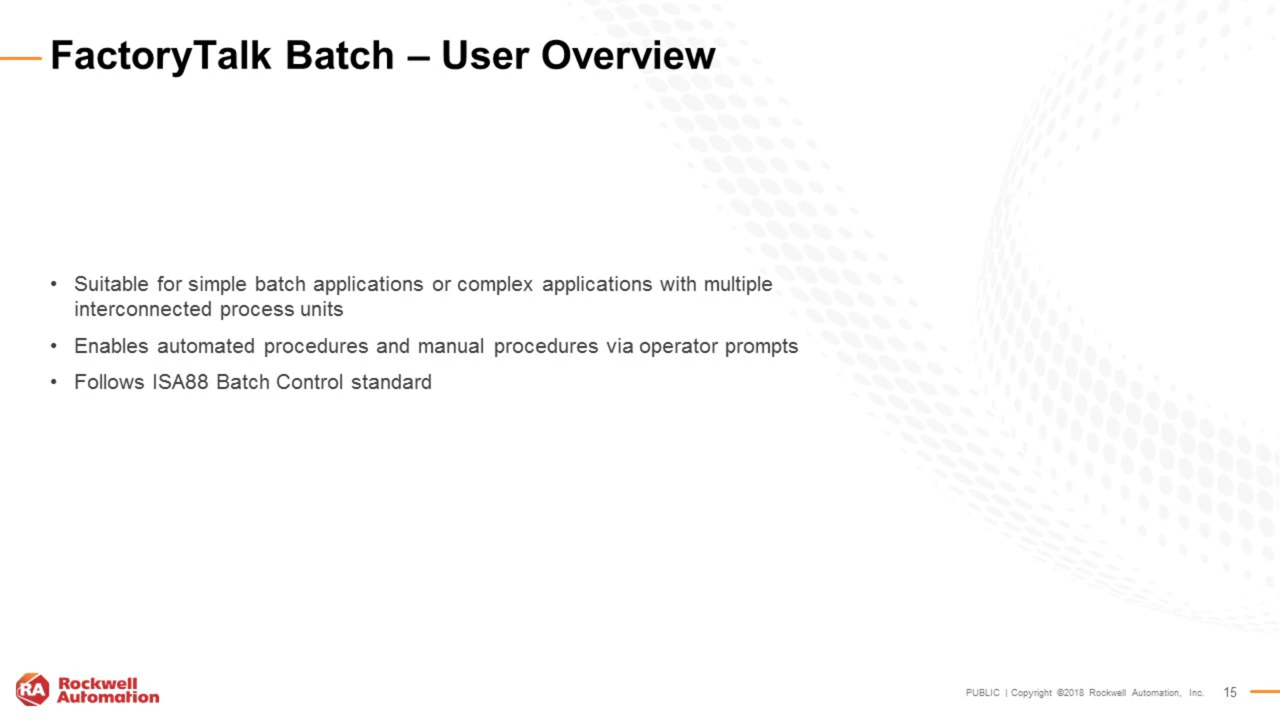 FactoryTalk Batch – User Overview
• Suitable for simple batch applications or complex applications with multiple
interconnected process units
• Enables automated procedures and manual procedures via operator prompts
• Follows ISA88 Batch Control standard
RA
Rockwell
Automation
PUBLIC | Copyright ©2018 Rockwell Automation, Inc. 15